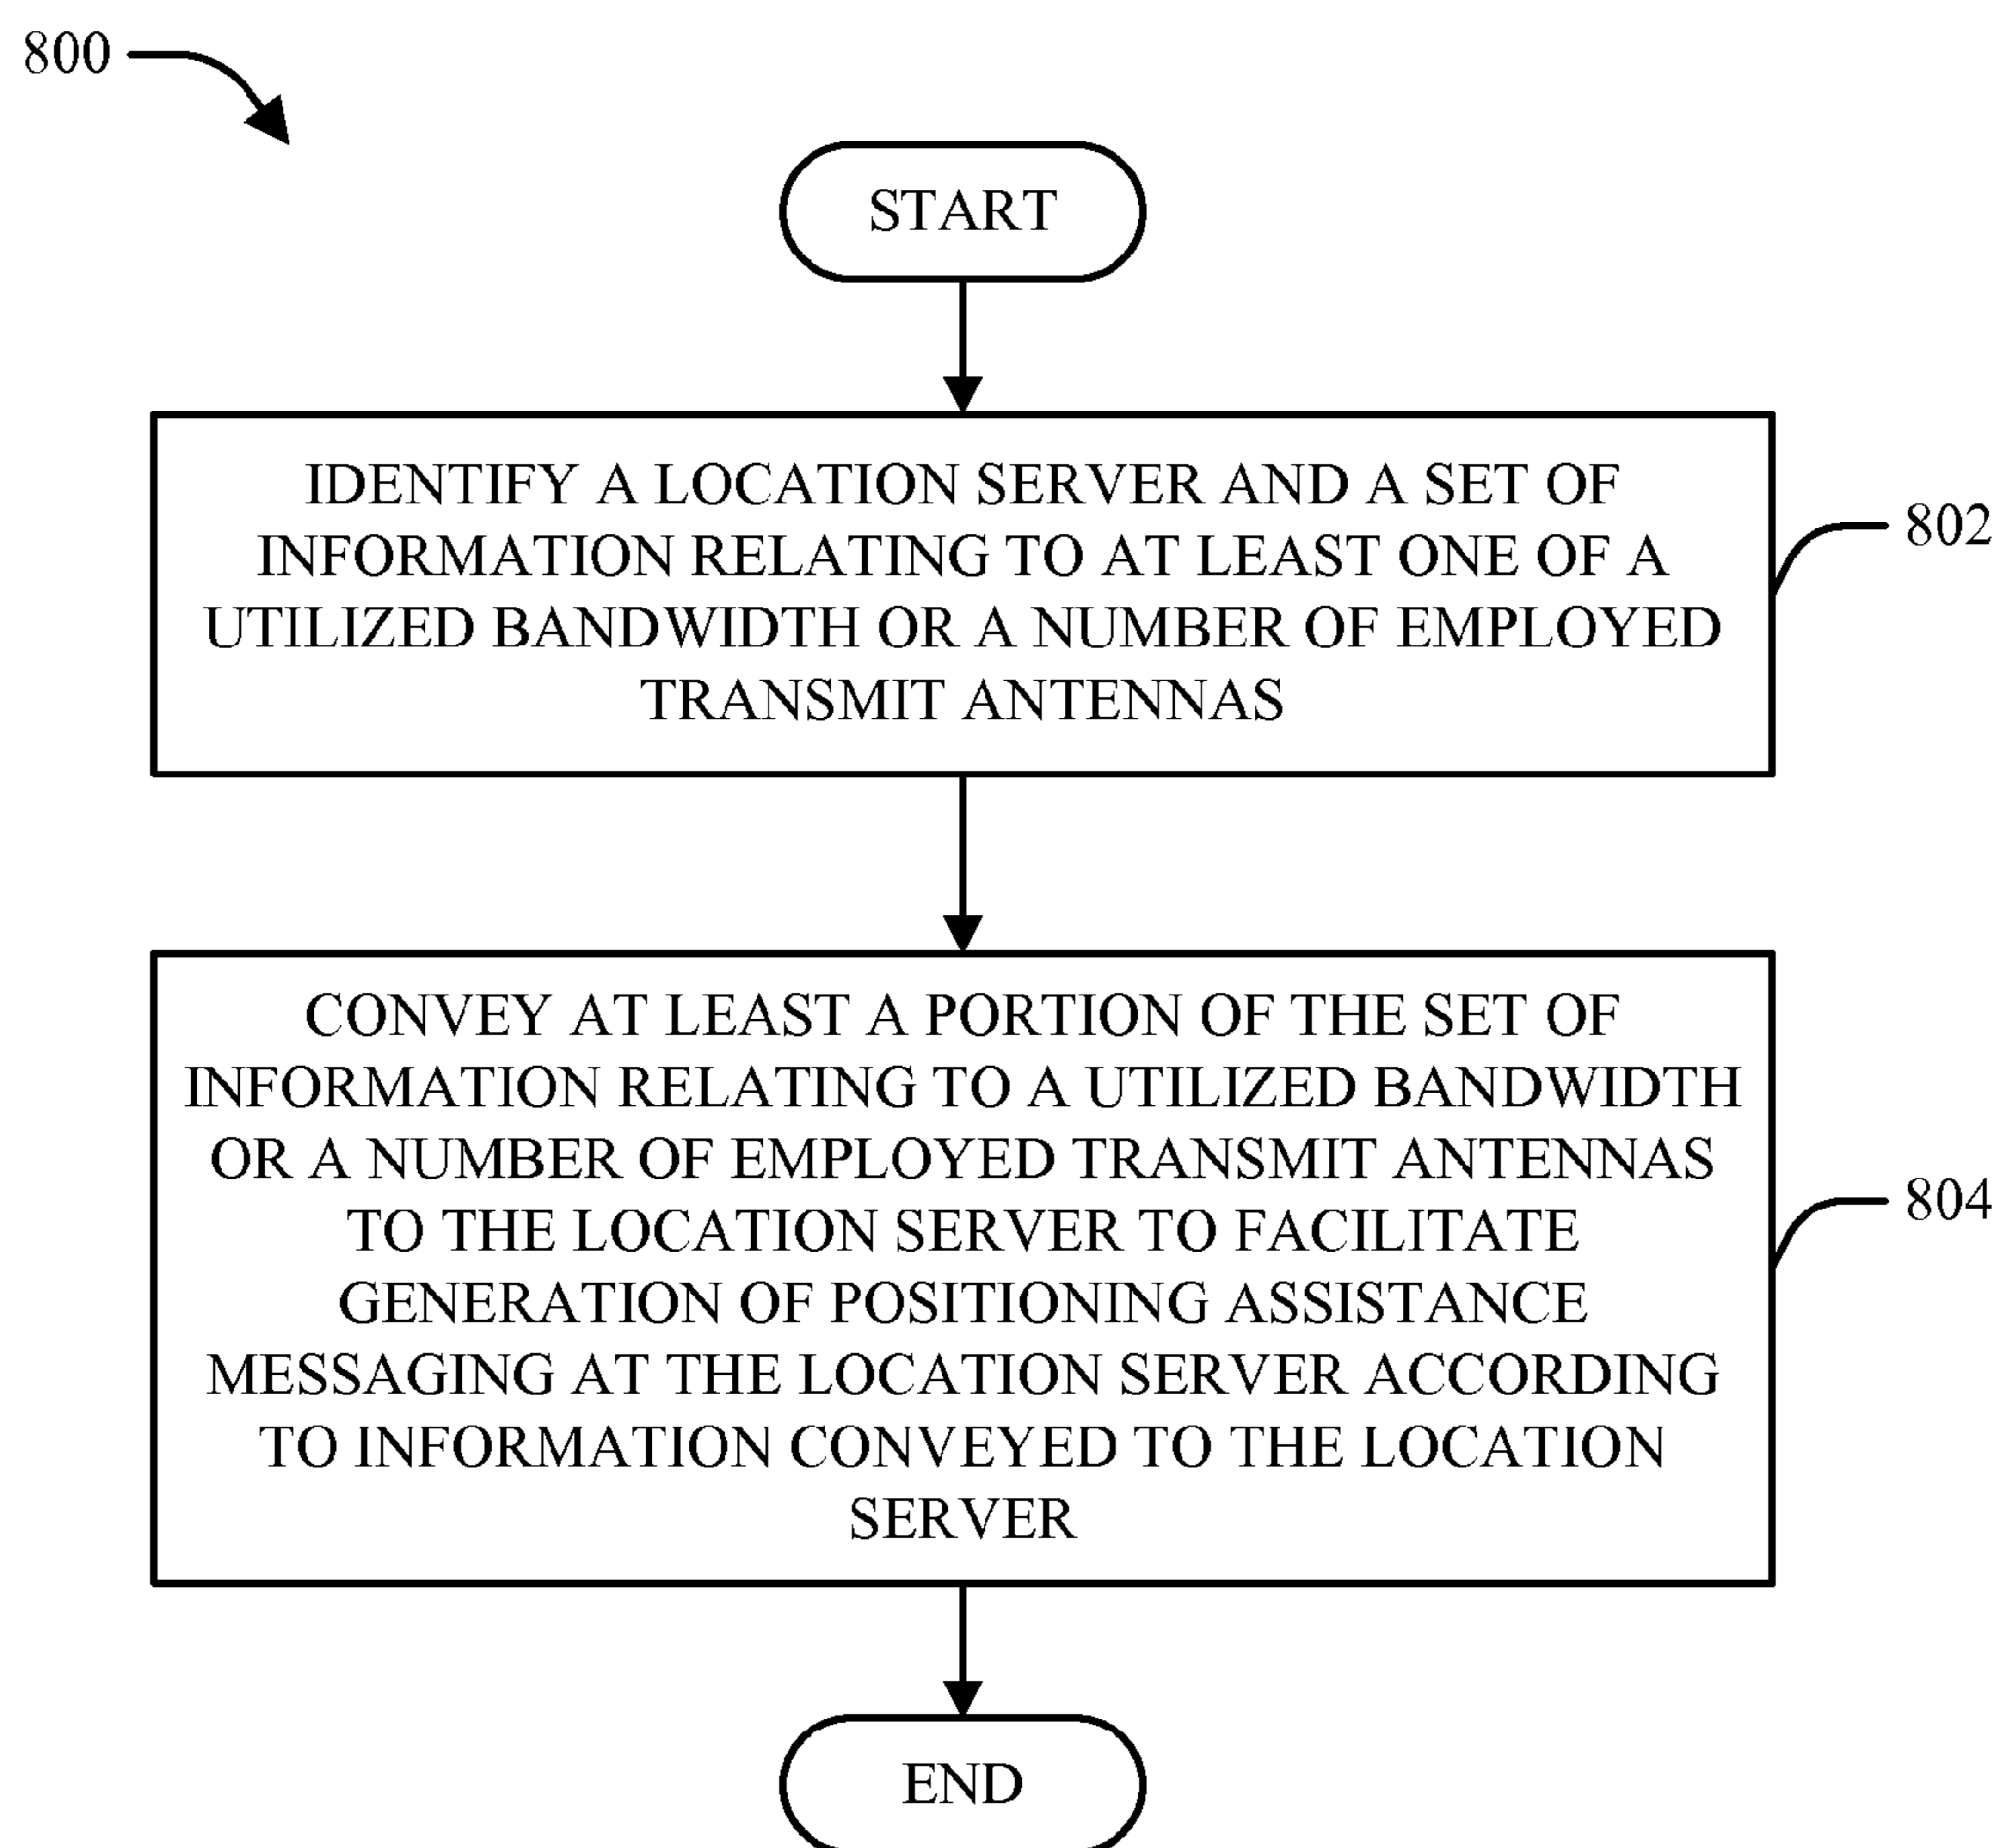 800
START
IDENTIFY A LOCATION SERVER AND A SET OF
INFORMATION RELATING TO AT LEAST ONE OF A
UTILIZED BANDWIDTH OR A NUMBER OF EMPLOYED
TRANSMIT ANTENNAS
802
CONVEY AT LEAST A PORTION OF THE SET OF
INFORMATION RELATING TO A UTILIZED BANDWIDTH
OR A NUMBER OF EMPLOYED TRANSMIT ANTENNAS
TO THE LOCATION SERVER TO FACILITATE
GENERATION OF POSITIONING ASSISTANCE
MESSAGING AT THE LOCATION SERVER ACCORDING
TO INFORMATION CONVEYED TO THE LOCATION
SERVER
804
END